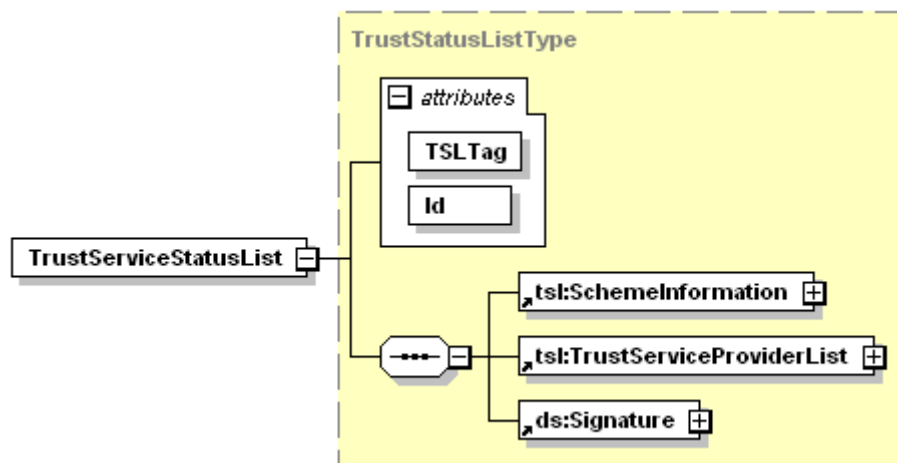 TrustStatusListType
attributes
TSLTag
Id
TrustServiceStatusList
tsl:SchemeInformation
tsl:TrustServiceProviderList
ds:Signature